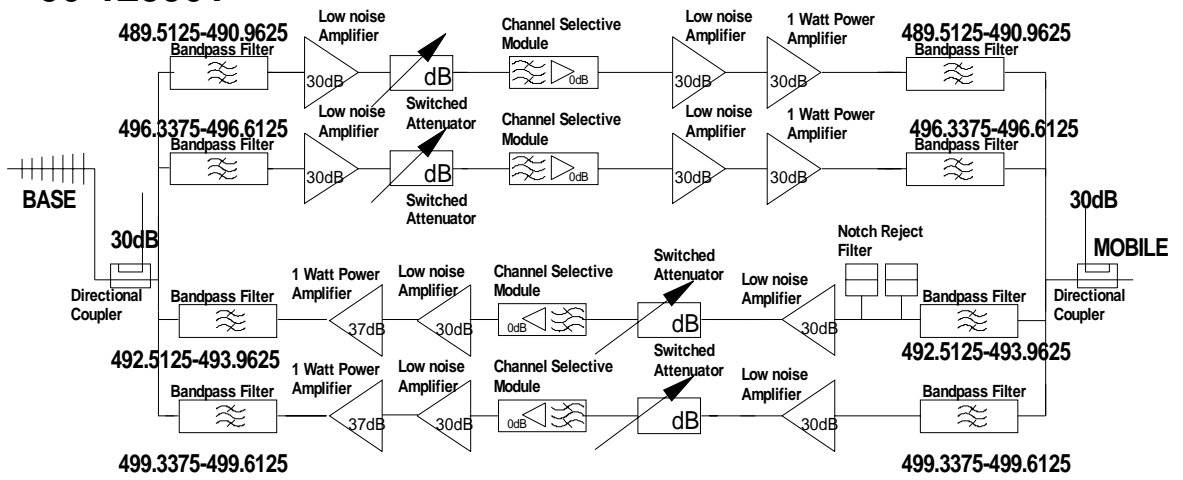 489.5125-490.9625
Bandpass Filter
Low noise
Amplifier
30dB
dB
Switched
Attenuator
Channel Selective
Module
0dB
Low noise
Amplifier
30dB
1 Watt Power
Amplifier
30dB
489.5125-490.9625
Bandpass Filter
496.3375-496.6125
Bandpass Filter
Low noise
Amplifier
30dB
dB
Switched
Attenuator
Channel Selective
Module
0dB
Low noise
Amplifier
30dB
1 Watt Power
Amplifier
30dB
496.3375-496.6125
Bandpass Filter
BASE
30dB
Directional
Coupler
30dB
MOBILE
Directional
Coupler
Bandpass Filter
492.5125-493.9625
1 Watt Power
Amplifier
37dB
Low noise
Amplifier
30dB
Channel Selective
Module
0dB
Switched
Attenuator
dB
Low noise
Amplifier
30dB
Notch Reject
Filter
Bandpass Filter
492.5125-493.9625
Bandpass Filter
499.3375-499.6125
1 Watt Power
Amplifier
37dB
Low noise
Amplifier
30dB
Channel Selective
Module
0dB
Switched
Attenuator
dB
Low noise
Amplifier
30dB
Bandpass Filter
499.3375-499.6125